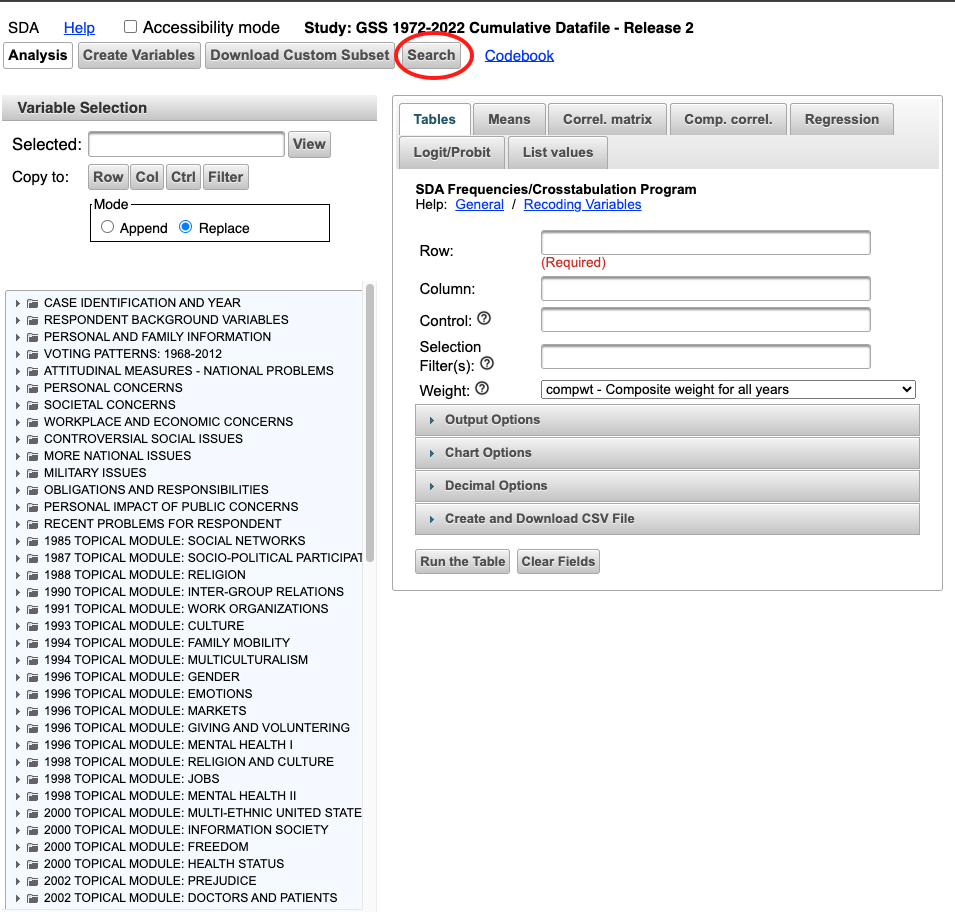 SDA Help Accessibility mode Study: GSS 1972-2022 Cumulative Datafile - Release 2
Analysis Create Variables Download Custom Subset Search Codebook
Variable Selection
Selected: View
Copy to: Row Col Ctrl Filter
Mode
Append Replace
CASE IDENTIFICATION AND YEAR
RESPONDENT BACKGROUND VARIABLES
PERSONAL AND FAMILY INFORMATION
VOTING PATTERNS: 1968-2012
ATTITUDINAL MEASURES - NATIONAL PROBLEMS
PERSONAL CONCERNS
SOCIETAL CONCERNS
WORKPLACE AND ECONOMIC CONCERNS
CONTROVERSIAL SOCIAL ISSUES
MORE NATIONAL ISSUES
MILITARY ISSUES
OBLIGATIONS AND RESPONSIBILITIES
PERSONAL IMPACT OF PUBLIC CONCERNS
RECENT PROBLEMS FOR RESPONDENT
1985 TOPICAL MODULE: SOCIAL NETWORKS
1987 TOPICAL MODULE: SOCIO-POLITICAL PARTICIPAT
1988 TOPICAL MODULE: RELIGION
1990 TOPICAL MODULE: INTER-GROUP RELATIONS
1991 TOPICAL MODULE: WORK ORGANIZATIONS
1993 TOPICAL MODULE: CULTURE
1994 TOPICAL MODULE: FAMILY MOBILITY
1994 TOPICAL MODULE: MULTICULTURALISM
1996 TOPICAL MODULE: GENDER
1996 TOPICAL MODULE: EMOTIONS
1996 TOPICAL MODULE: MARKETS
1996 TOPICAL MODULE: GIVING AND VOLUNTERING
1996 TOPICAL MODULE: MENTAL HEALTH I
1998 TOPICAL MODULE: RELIGION AND CULTURE
1998 TOPICAL MODULE: JOBS
1998 TOPICAL MODULE: MENTAL HEALTH II
2000 TOPICAL MODULE: MULTI-ETHNIC UNITED STATE
2000 TOPICAL MODULE: INFORMATION SOCIETY
2000 TOPICAL MODULE: FREEDOM
2000 TOPICAL MODULE: HEALTH STATUS
2002 TOPICAL MODULE: PREJUDICE
2002 TOPICAL MODULE: DOCTORS AND PATIENTS
Tables Means Correl. matrix Comp. correl. Regression
Logit/Probit List values
SDA Frequencies/Crosstabulation Program
Help: General / Recoding Variables
Row:
(Required)
Column:
Control: ?
Selection
Filter(s): ?
Weight: ? compwt - Composite weight for all years
Output Options
Chart Options
Decimal Options
Create and Download CSV File
Run the Table Clear Fields